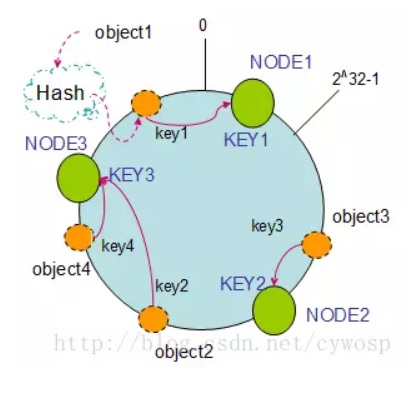 object1
0
NODE1
2^32-1
Hash
key1
KEY1
NODE3
KEY3
key3
object3
key4
object4
key2
KEY2
NODE2
http://blog.csdn.net/cywosp
object2